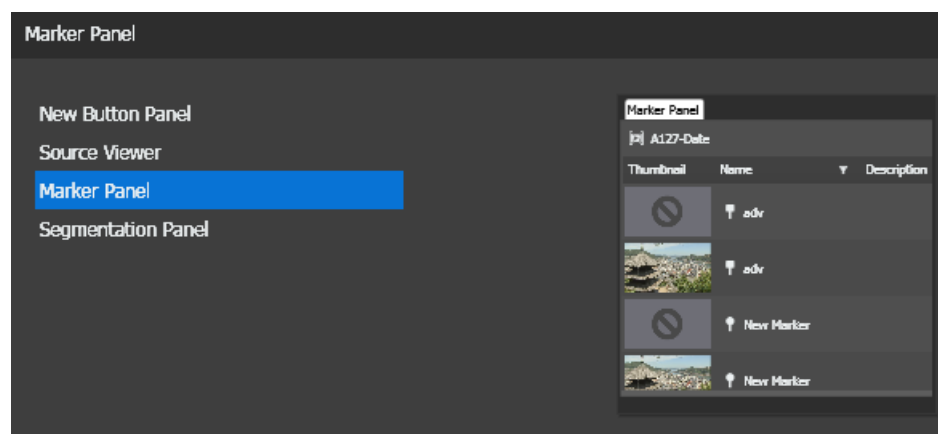 Marker Panel
New Button Panel
Source Viewer
Marker Panel
Segmentation Panel
Marker Panel
A127-Date
Thumbnail Name Description
adv
adv
New Marker
New Marker